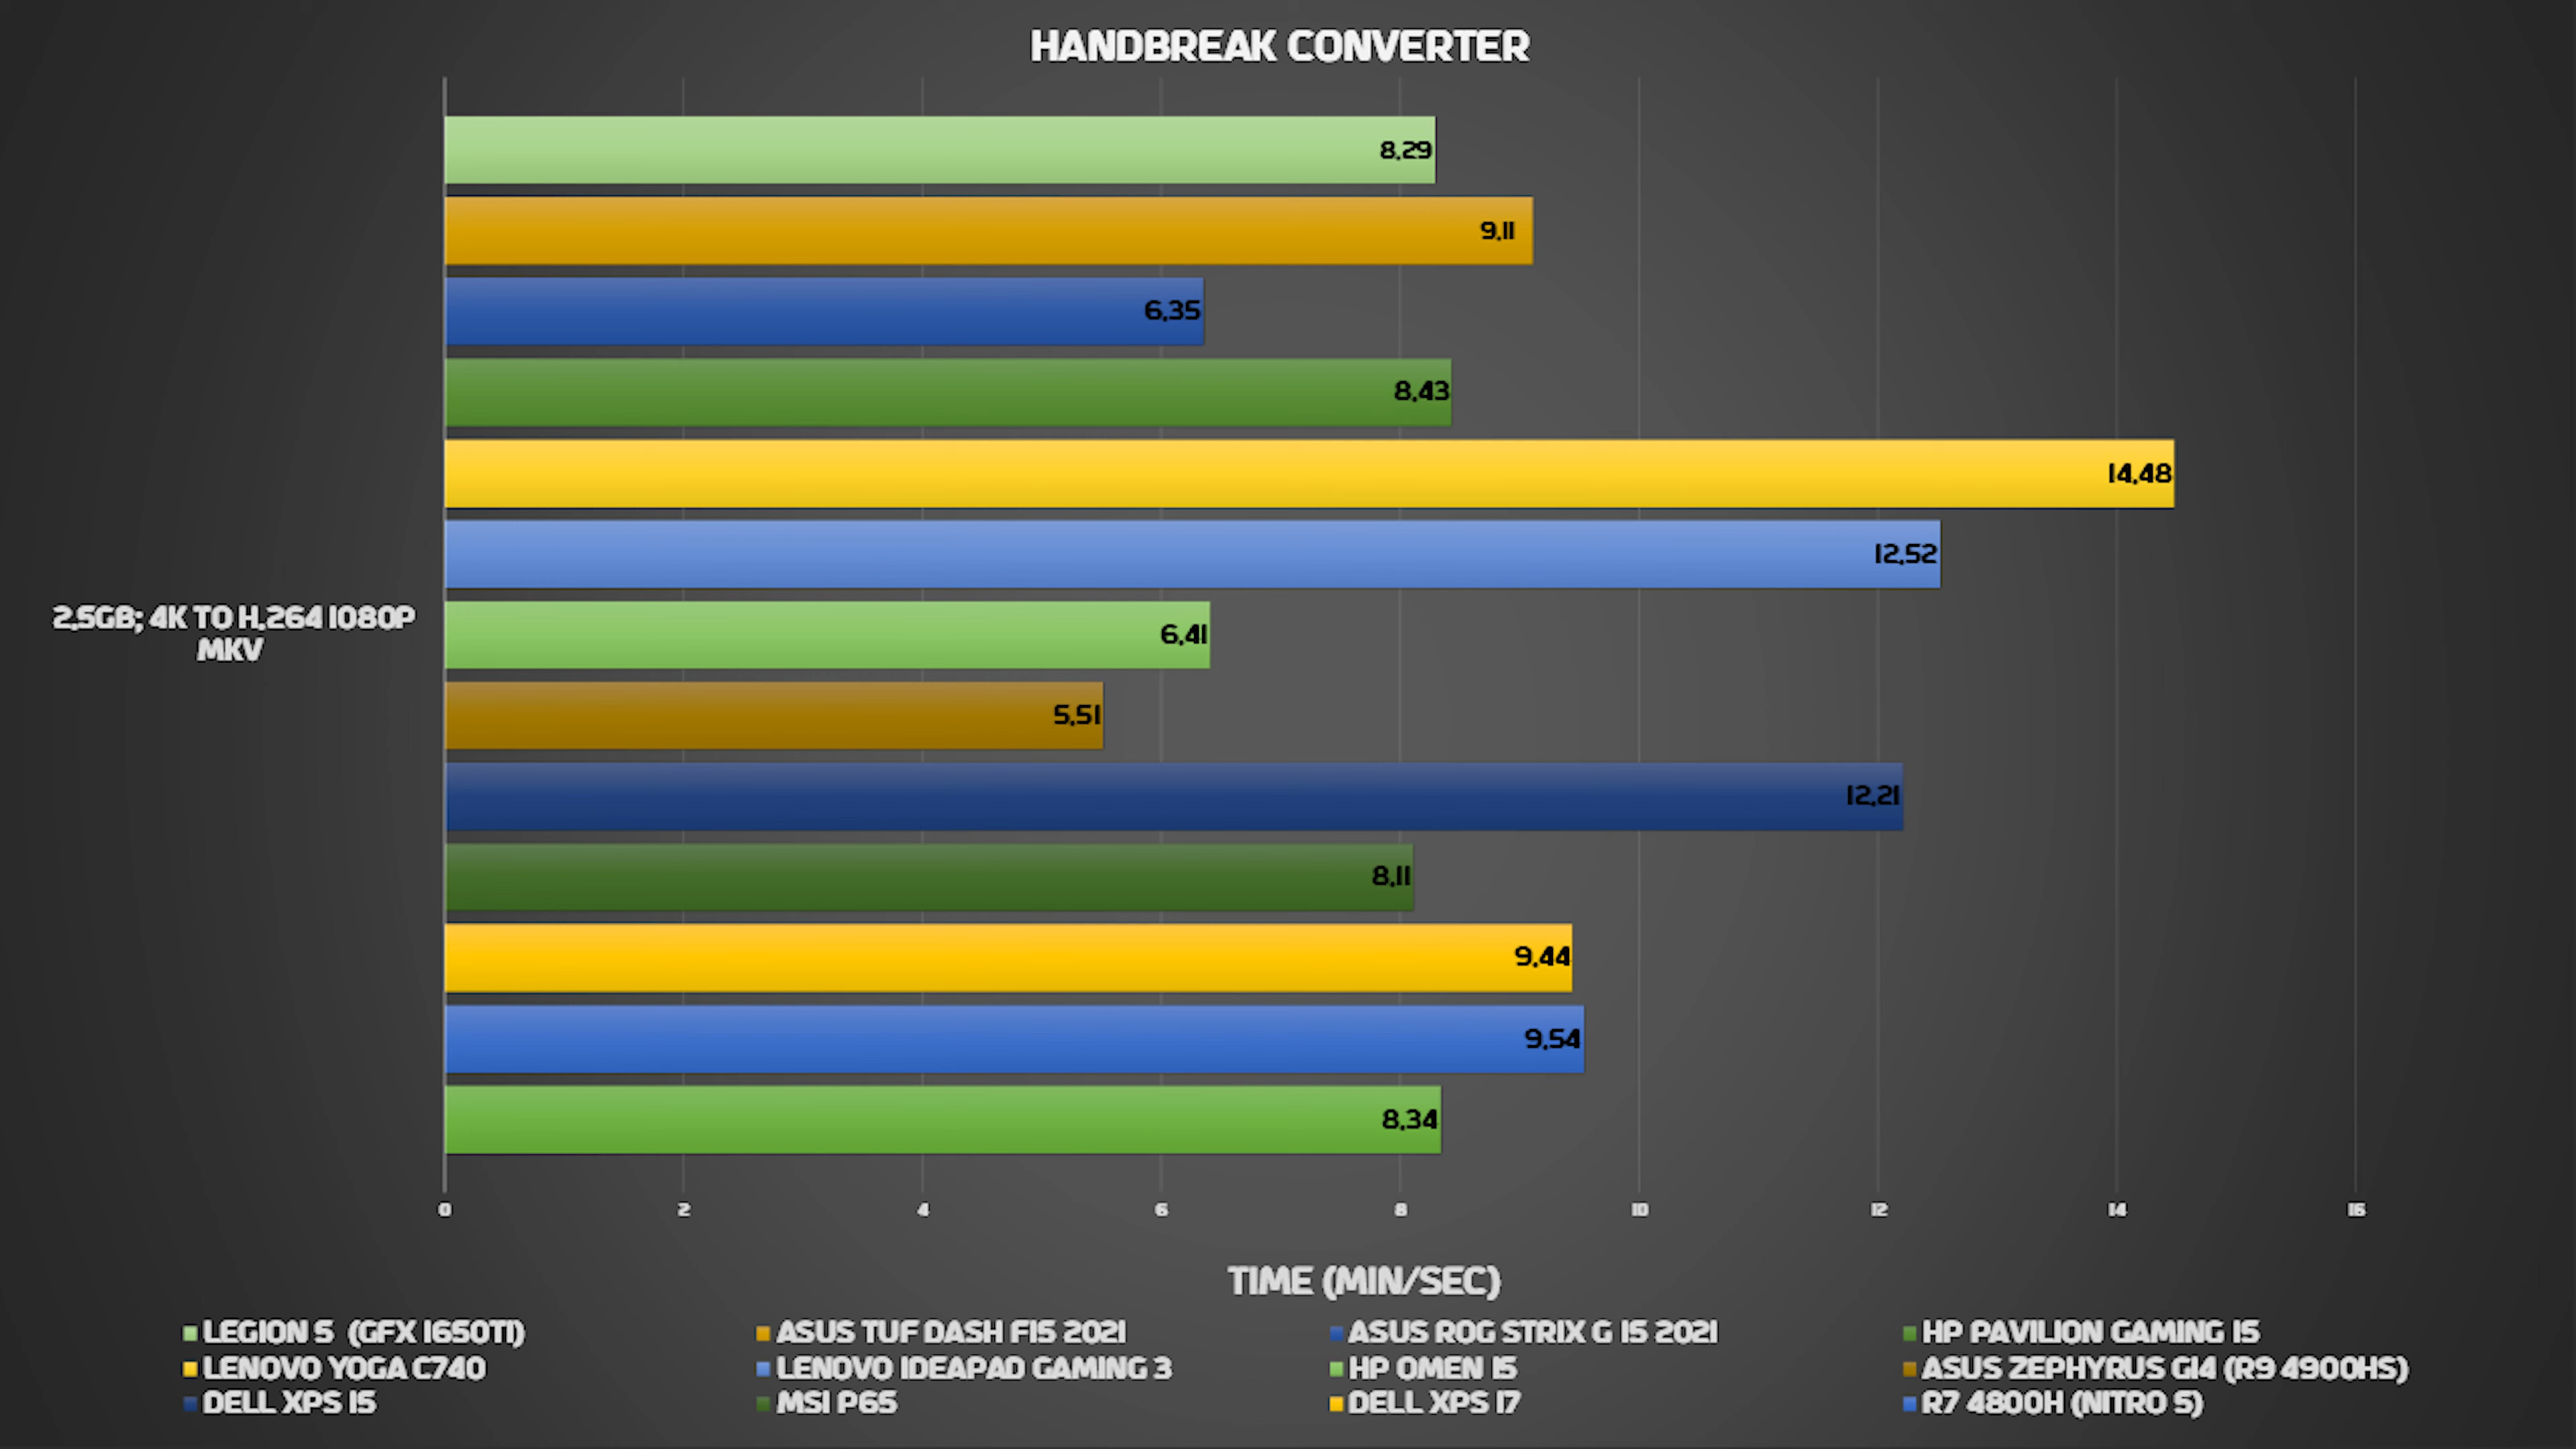 HANDBREAK CONVERTER
8,29
9,11
6,35
8,43
14,48
12,52
2,5GB; 4K TO H.264 1080P
MKV
6,41
5,51
12,21
8,11
9,44
9,54
8,34
0 2 4 6 8 10 12 14 16
TIME (MIN/SEC)
LEGION 5 (GFX 1650TI) ASUS TUF DASH F15 2021 ASUS ROG STRIX G 15 2021 HP PAVILION GAMING 15
LENOVO YOGA C740 LENOVO IDEAPAD GAMING 3 HP OMEN 15 ASUS ZEPHYRUS G14 (R9 4900HS)
DELL XPS 15 MSI P65 DELL XPS 17 R7 4800H (NITRO 5)